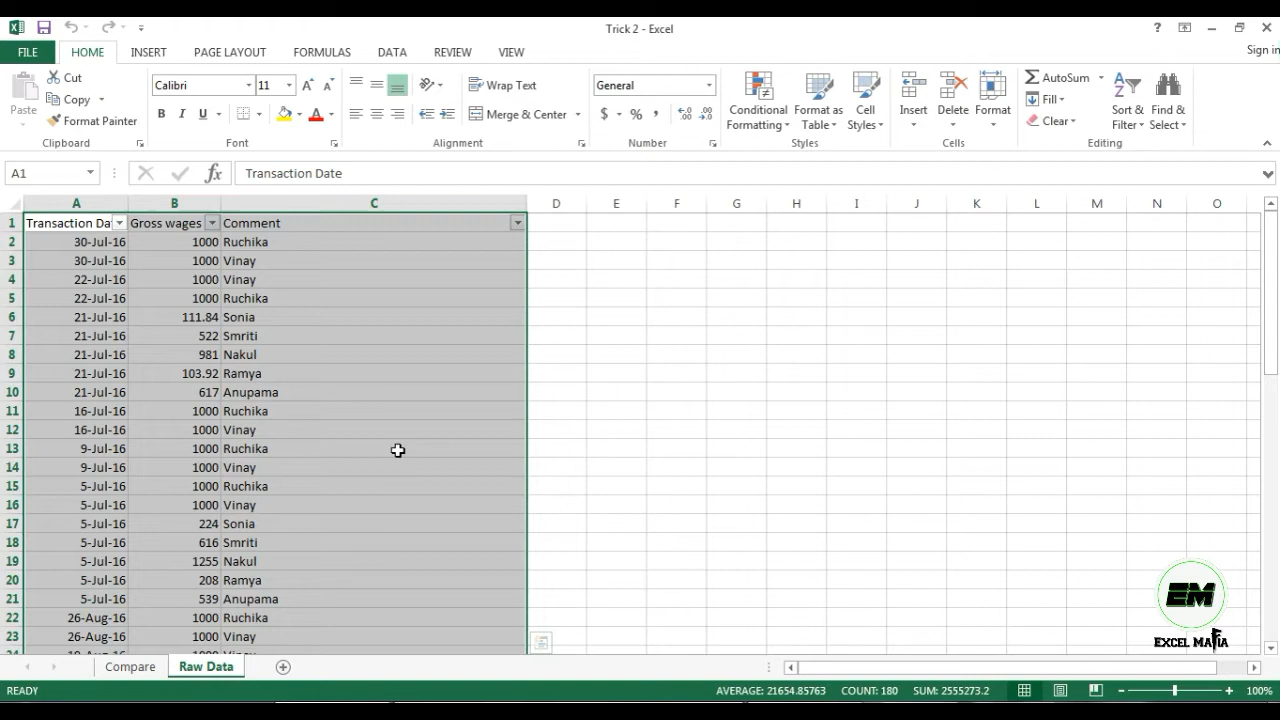 Trick 2 - Excel
Sign in
FILE HOME INSERT PAGE LAYOUT FORMULAS DATA REVIEW VIEW
Paste
Cut
Copy
Format Painter
Clipboard
Calibri 11
B I U
Font
Wrap Text
Merge & Center
Alignment
General
$ % ,
Number
Conditional Formatting
Format as Table
Cell Styles
Styles
Insert Delete Format
Cells
AutoSum
Fill
Clear
Sort & Filter
Find & Select
Editing
A1 fx Transaction Date
A B C D E F G H I J K L M N O
1 Transaction Da Gross wages Comment
2 30-Jul-16 1000 Ruchika
3 30-Jul-16 1000 Vinay
4 22-Jul-16 1000 Vinay
5 22-Jul-16 1000 Ruchika
6 21-Jul-16 111.84 Sonia
7 21-Jul-16 522 Smriti
8 21-Jul-16 981 Nakul
9 21-Jul-16 103.92 Ramya
10 21-Jul-16 617 Anupama
11 16-Jul-16 1000 Ruchika
12 16-Jul-16 1000 Vinay
13 9-Jul-16 1000 Ruchika
14 9-Jul-16 1000 Vinay
15 5-Jul-16 1000 Ruchika
16 5-Jul-16 1000 Vinay
17 5-Jul-16 224 Sonia
18 5-Jul-16 616 Smriti
19 5-Jul-16 1255 Nakul
20 5-Jul-16 208 Ramya
21 5-Jul-16 539 Anupama
22 26-Aug-16 1000 Ruchika
23 26-Aug-16 1000 Vinay
EM
EXCEL MAFIA
Compare Raw Data
READY AVERAGE: 21654.85763 COUNT: 180 SUM: 2555273.2 100%